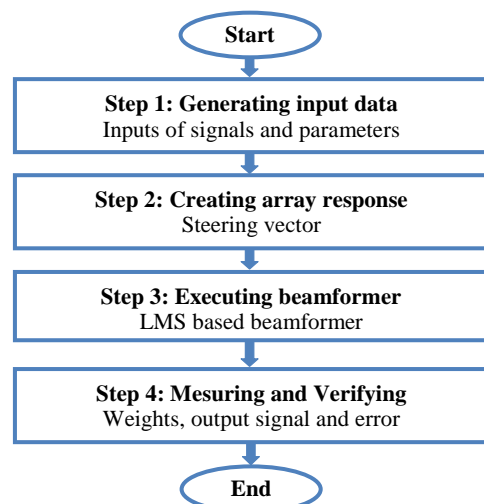 Start
Step 1: Generating input data
Inputs of signals and parameters
Step 2: Creating array response
Steering vector
Step 3: Executing beamformer
LMS based beamformer
Step 4: Mesuring and Verifying
Weights, output signal and error
End